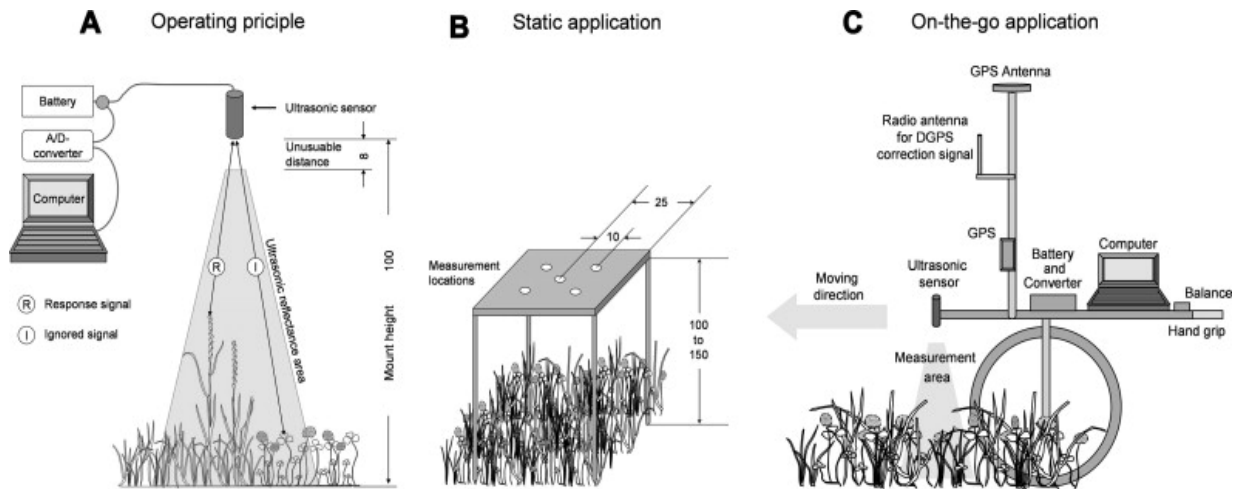 A
Operating priciple
Battery
A/D-
converter
Computer
Ultrasonic sensor
Unusuable
distance
8
R
I
Ultrasonic reflectance area
100
Mount height
R
Response signal
I
Ignored signal
B
Static application
25
10
Measurement
locations
100
to
150
C
On-the-go application
GPS Antenna
Radio antenna
for DGPS
correction signal
GPS
Ultrasonic
sensor
Battery
and
Converter
Computer
Balance
Hand grip
Moving
direction
Measurement
area